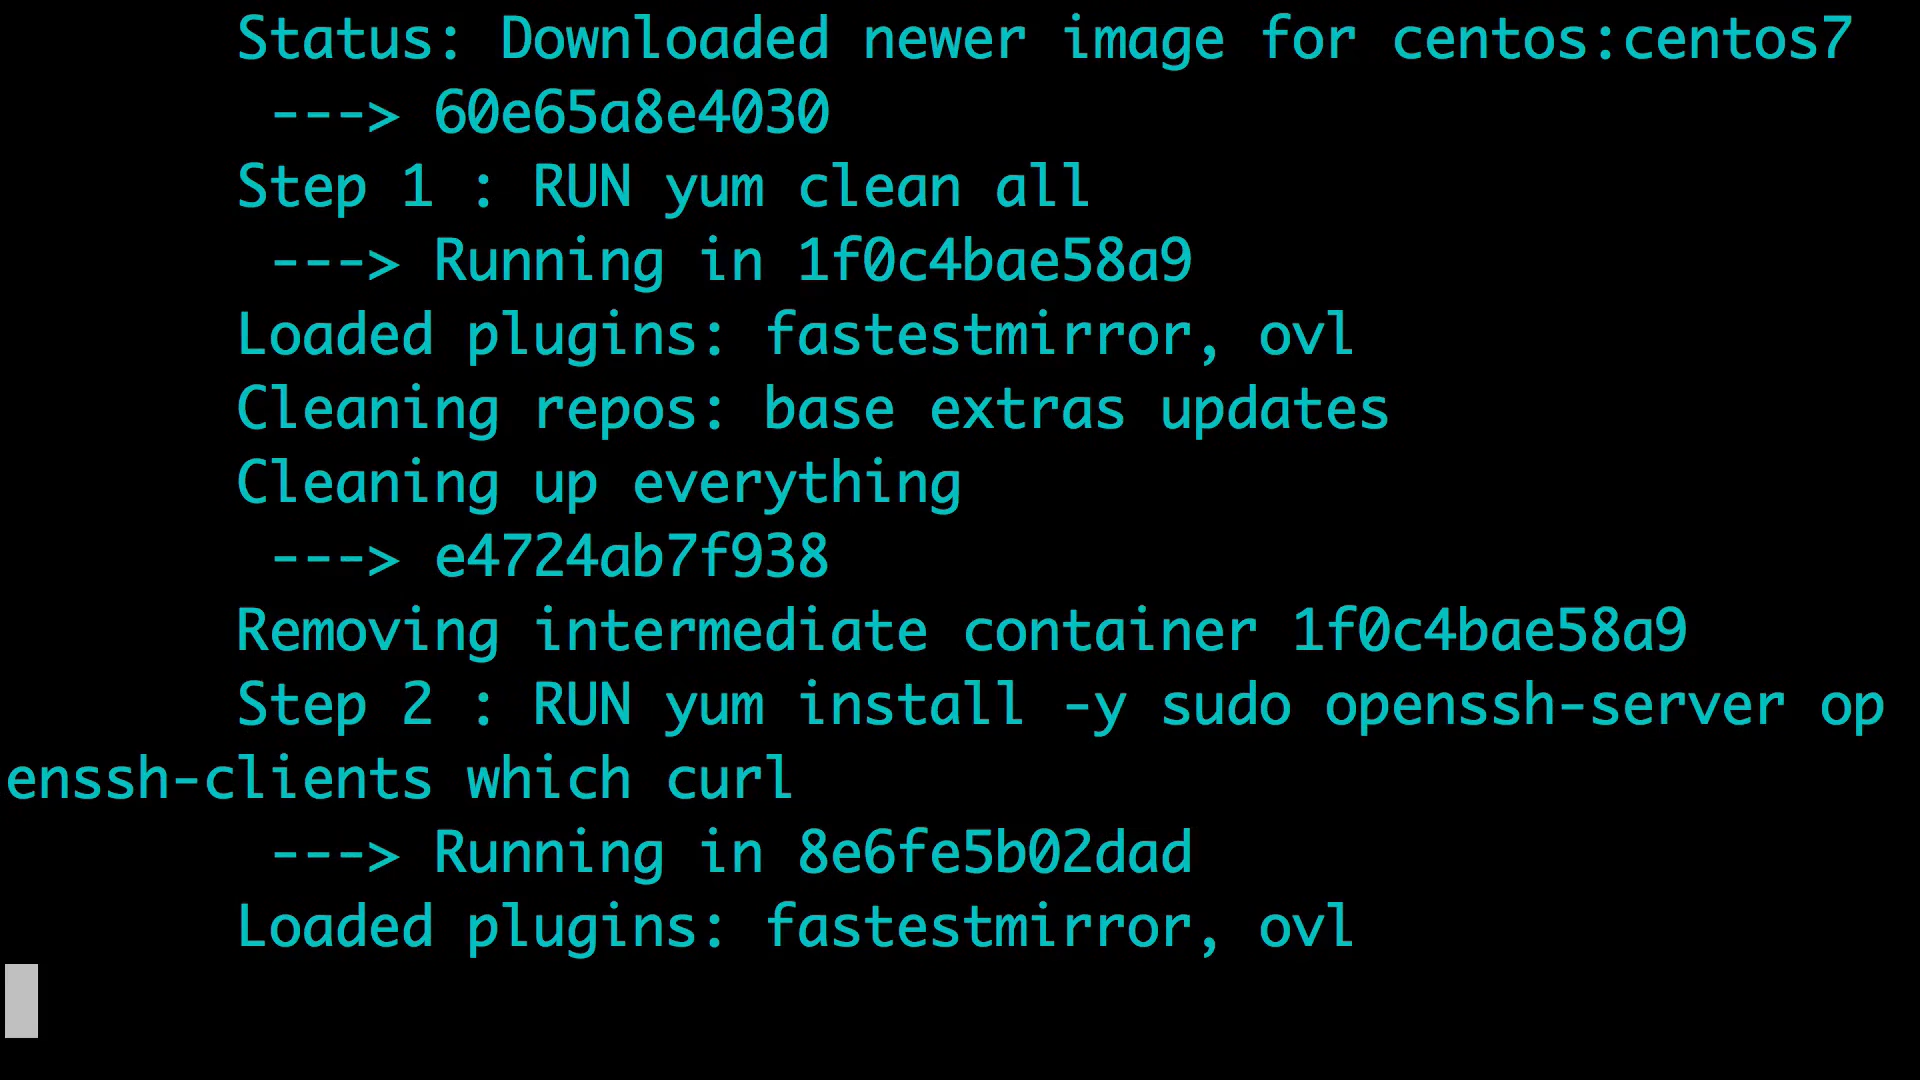 Status: Downloaded newer image for centos:centos7
---> 60e65a8e4030
Step 1 : RUN yum clean all
---> Running in 1f0c4bae58a9
Loaded plugins: fastestmirror, ovl
Cleaning repos: base extras updates
Cleaning up everything
---> e4724ab7f938
Removing intermediate container 1f0c4bae58a9
Step 2 : RUN yum install -y sudo openssh-server op
enssh-clients which curl
---> Running in 8e6fe5b02dad
Loaded plugins: fastestmirror, ovl